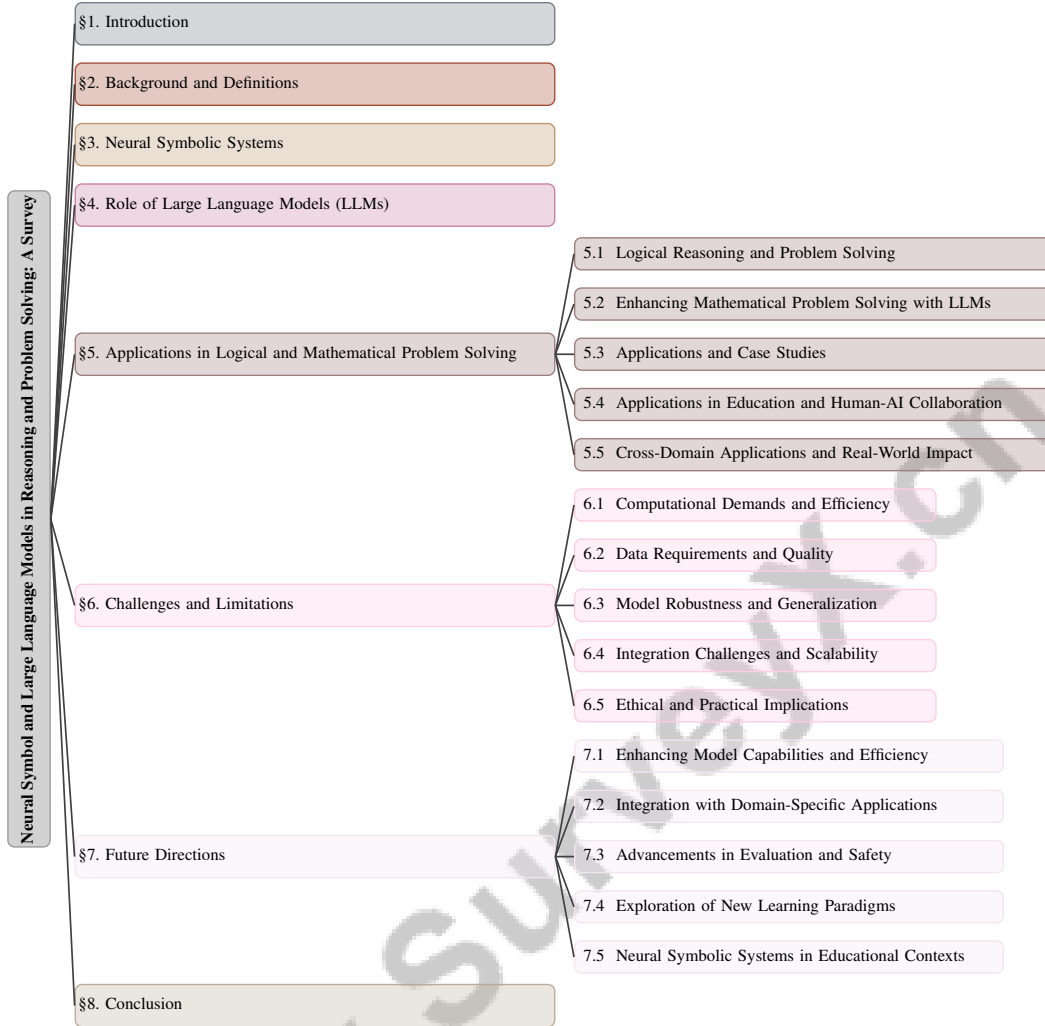 Neural Symbol and Large Language Models in Reasoning and Problem Solving: A Survey
§1. Introduction
§2. Background and Definitions
§3. Neural Symbolic Systems
§4. Role of Large Language Models (LLMs)
§5. Applications in Logical and Mathematical Problem Solving
5.1 Logical Reasoning and Problem Solving
5.2 Enhancing Mathematical Problem Solving with LLMs
5.3 Applications and Case Studies
5.4 Applications in Education and Human-AI Collaboration
5.5 Cross-Domain Applications and Real-World Impact
§6. Challenges and Limitations
6.1 Computational Demands and Efficiency
6.2 Data Requirements and Quality
6.3 Model Robustness and Generalization
6.4 Integration Challenges and Scalability
6.5 Ethical and Practical Implications
§7. Future Directions
7.1 Enhancing Model Capabilities and Efficiency
7.2 Integration with Domain-Specific Applications
7.3 Advancements in Evaluation and Safety
7.4 Exploration of New Learning Paradigms
7.5 Neural Symbolic Systems in Educational Contexts
§8. Conclusion
SurveyX.cn